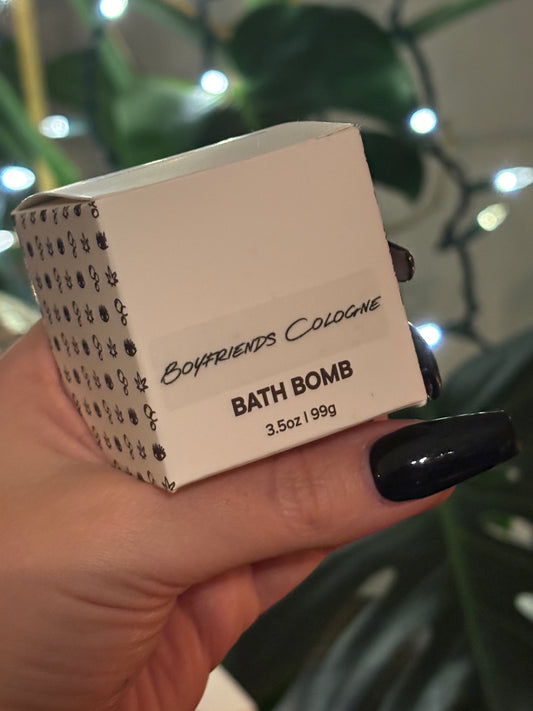 Boyfriends Cologne
BATH BOMB
3.5oz | 99g